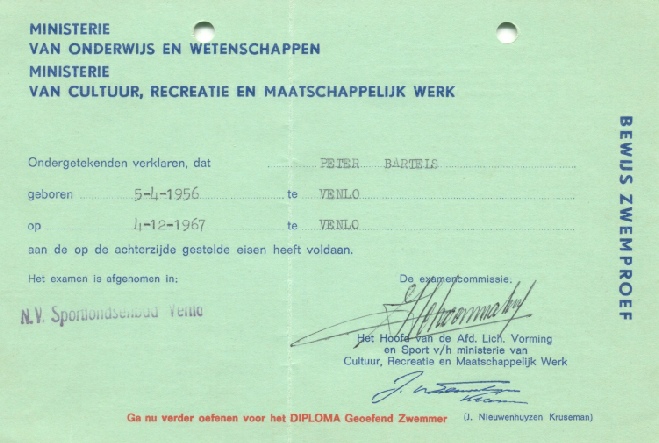 MINISTERIE
VAN ONDERWIJS EN WETENSCHAPPEN
MINISTERIE
VAN CULTUUR, RECREATIE EN MAATSCHAPPELIJK WERK
BEWIJS ZWEMPROEF
Ondergetekenden verklaren, dat PETER BARTELS
geboren 5-4-1956 te VENLO
op 4-12-1967 te VENLO
aan de op de achterzijde gestelde eisen heeft voldaan.
Het examen is afgenomen in: De examencommissie,
N.V. Sportfondsenbad Venlo
Het Hoofd van de Afd. Lich. Vorming
en Sport v/h ministerie van
Cultuur, Recreatie en Maatschappelijk Werk
Ga nu verder oefenen voor het DIPLOMA Geoefend Zwemmer (J. Nieuwenhuyzen Kruseman)